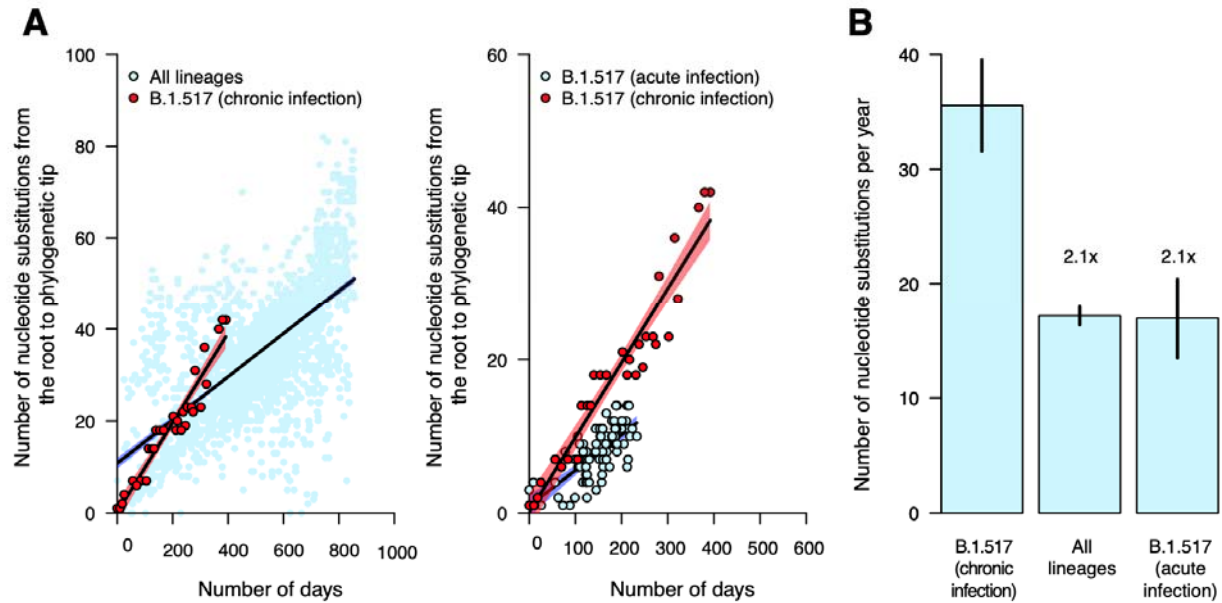 A
Number of nucleotide substitutions from
the root to phylogenetic tip
100
80
60
40
20
0
All lineages
B.1.517 (chronic infection)
0
200
400
600
800
1000
Number of days
Number of nucleotide substitutions from
the root to phylogenetic tip
60
40
20
0
B.1.517 (acute infection)
B.1.517 (chronic infection)
0
100
200
300
400
500
600
Number of days
B
Number of nucleotide substitutions per year
40
30
20
10
0
2.1x
2.1x
B.1.517
(chronic
infection)
All
lineages
B.1.517
(acute
infection)